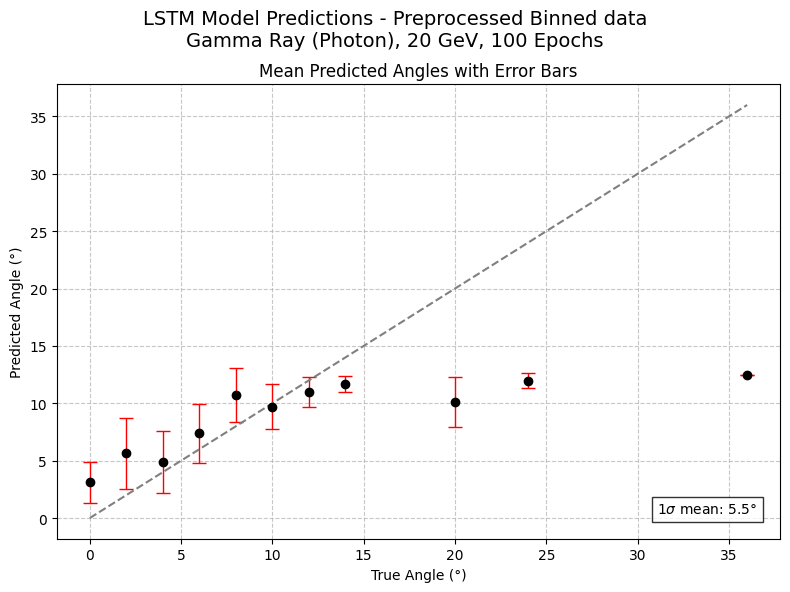 LSTM Model Predictions - Preprocessed Binned data
Gamma Ray (Photon), 20 GeV, 100 Epochs
Mean Predicted Angles with Error Bars
Predicted Angle (°)
35
30
25
20
15
10
5
0
1σ mean: 5.5°
0 5 10 15 20 25 30 35
True Angle (°)